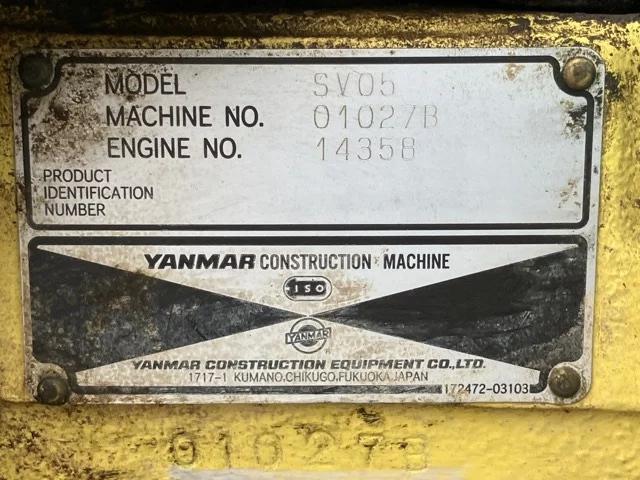 MODEL SV05
MACHINE NO. 01027B
ENGINE NO. 14358
PRODUCT
IDENTIFICATION
NUMBER
YANMAR CONSTRUCTION MACHINE
ISO
YANMAR
YANMAR CONSTRUCTION EQUIPMENT CO.,LTD.
1717-1 KUMANO,CHIKUGO,FUKUOKA,JAPAN
172472-03103
01027B